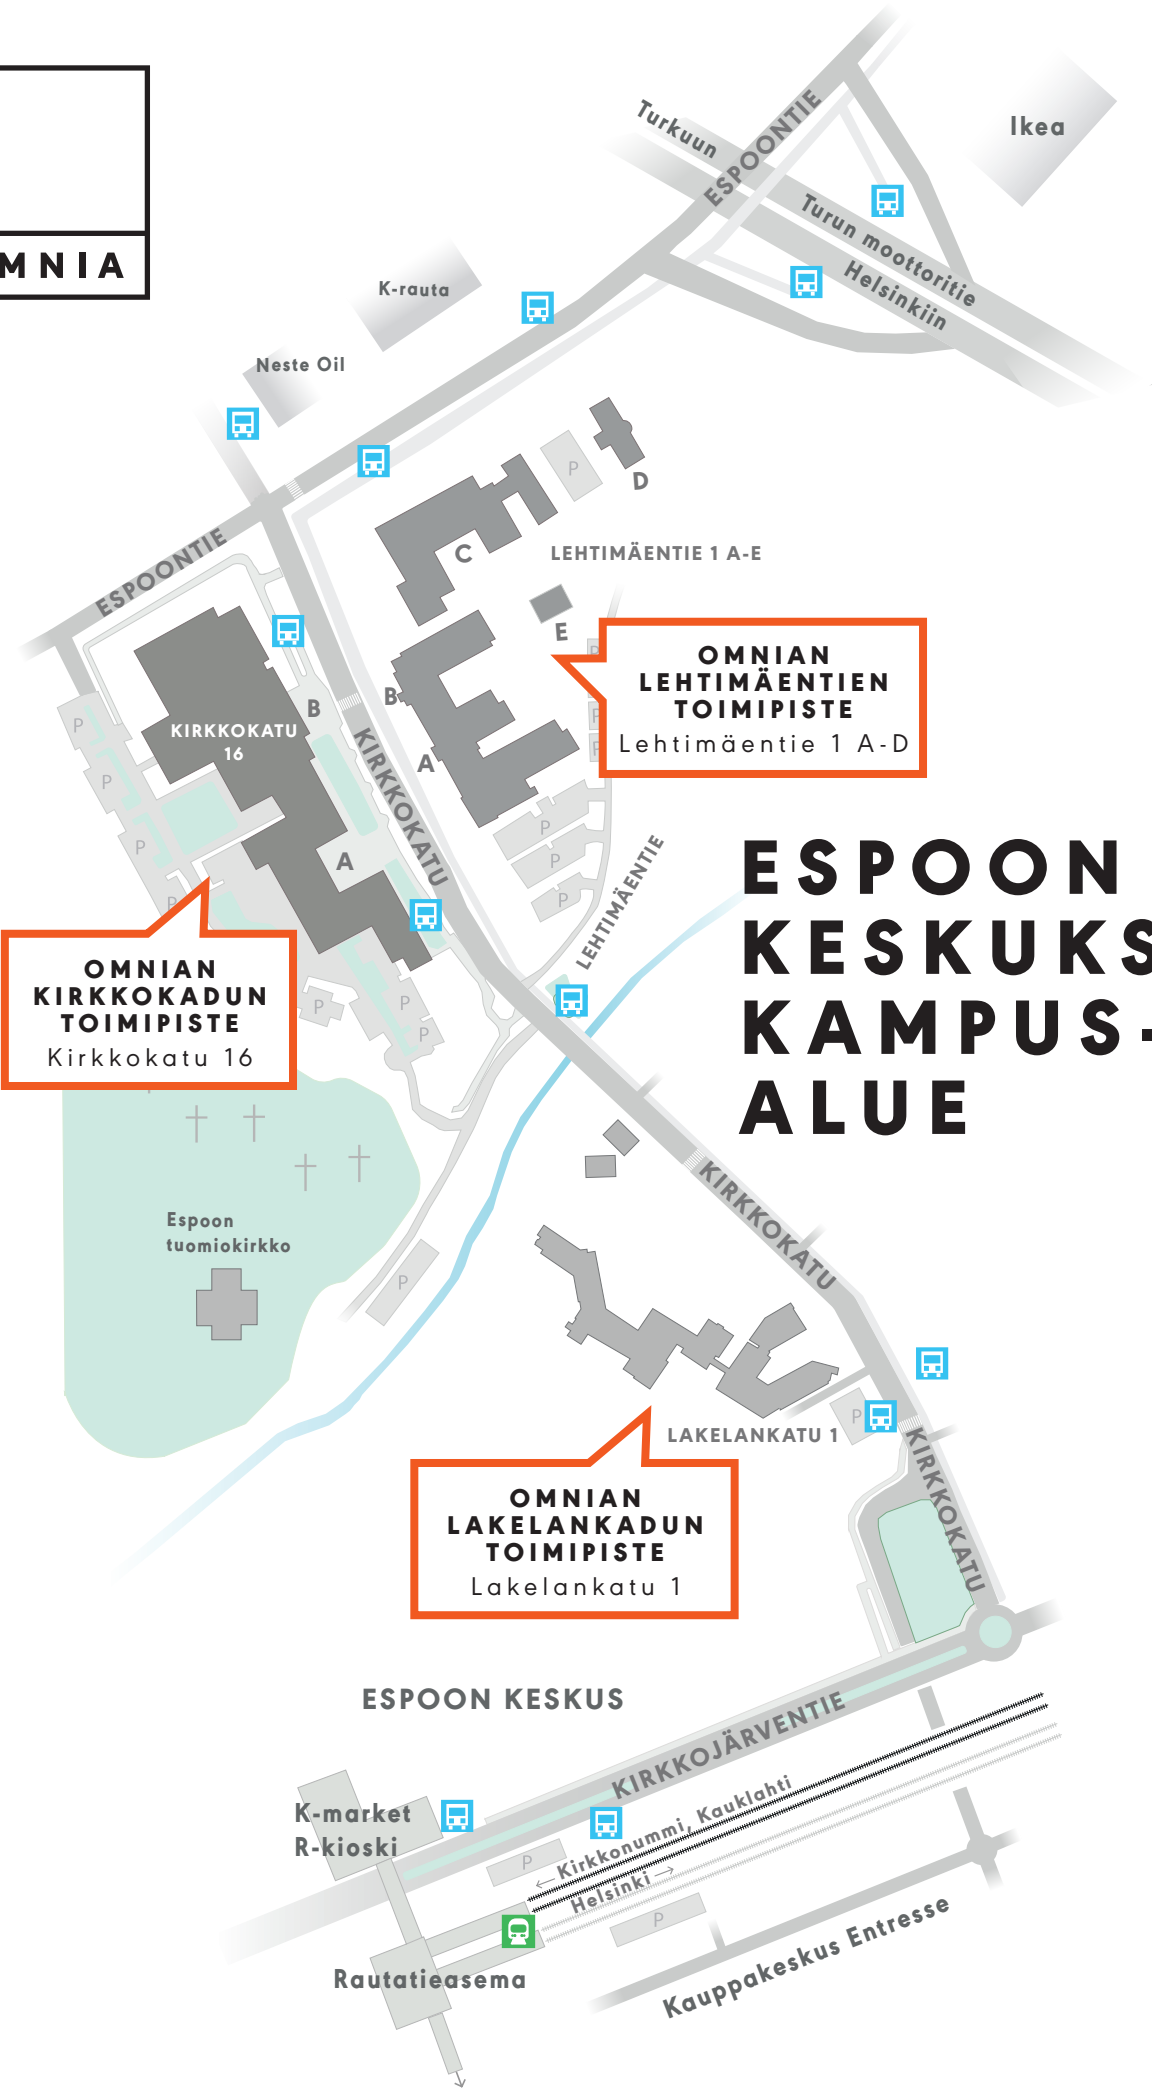 MNIA
Turkuun
ESPOONTIE
Ikea
Turun moottoritie
Helsinkiin
K-rauta
Neste Oil
P
D
C
LEHTIMÄENTIE 1 A-E
ESPOONTIE
E
P
OMNIAN
LEHTIMÄENTIEN
TOIMIPISTE
Lehtimäentie 1 A-D
P
P
B
B
A
P
KIRKKOKATU
16
KIRKKOKATU
P
P
P
A
P
P
P
P
LEHTIMÄENTIE
ESPOON
KESKUKS
KAMPUS-
ALUE
OMNIAN
KIRKKOKADUN
TOIMIPISTE
Kirkkokatu 16
P
P
P
KIRKKOKATU
Espoon
tuomiokirkko
P
P
LAKELANKATU 1
KIRKKOKATU
OMNIAN
LAKELANKADUN
TOIMIPISTE
Lakelankatu 1
ESPOON KESKUS
KIRKKOJÄRVENTIE
K-market
R-kioski
P
Kirkkonummi, Kauklahti
Helsinki
P
Rautatieasema
Kauppakeskus Entresse